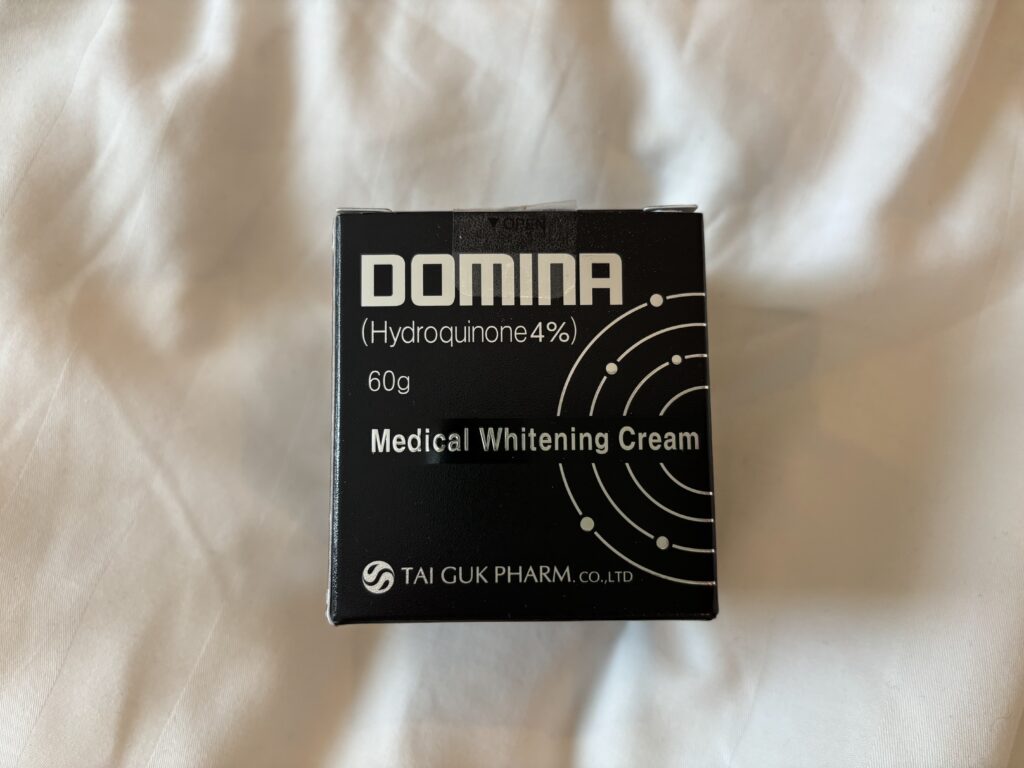 ▼OPEN
DOMINA
(Hydroquinone4%)
60g
Medical Whitening Cream
TAI GUK PHARM. CO.,LTD